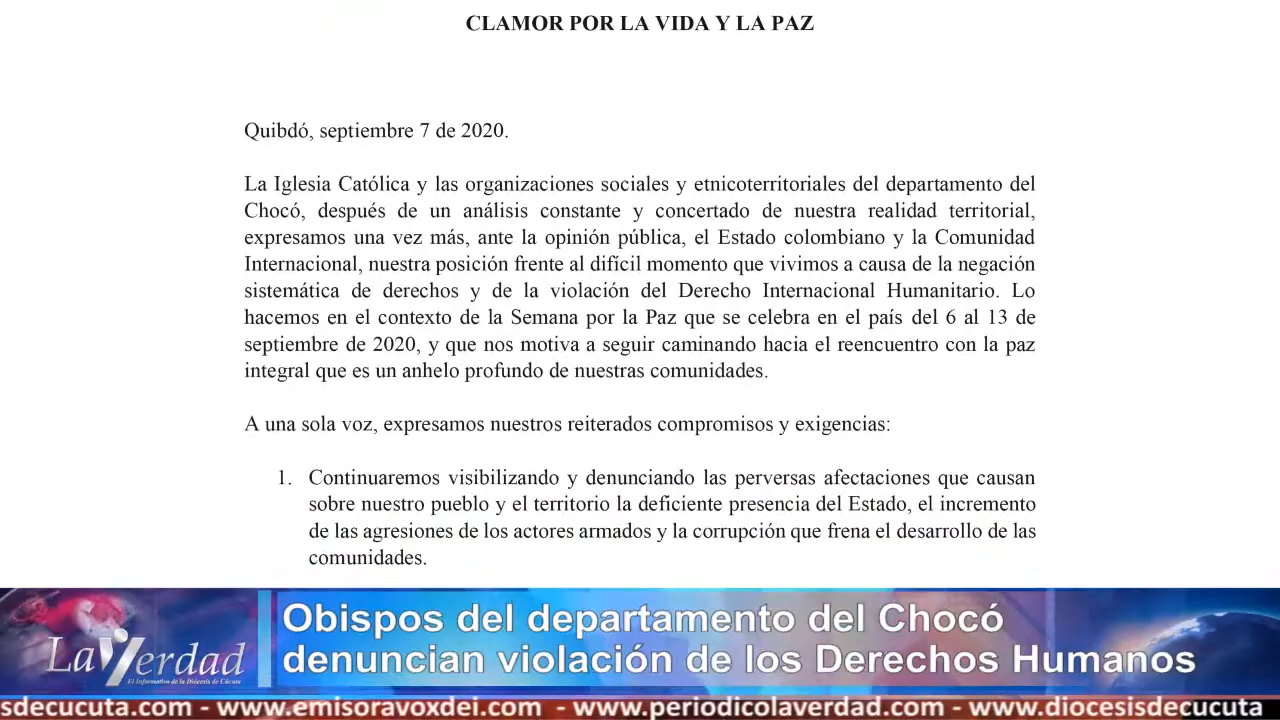 CLAMOR POR LA VIDA Y LA PAZ
Quibdó, septiembre 7 de 2020.
La Iglesia Católica y las organizaciones sociales y etnicoterritoriales del departamento del
Chocó, después de un análisis constante y concertado de nuestra realidad territorial,
expresamos una vez más, ante la opinión pública, el Estado colombiano y la Comunidad
Internacional, nuestra posición frente al difícil momento que vivimos a causa de la negación
sistemática de derechos y de la violación del Derecho Internacional Humanitario. Lo
hacemos en el contexto de la Semana por la Paz que se celebra en el país del 6 al 13 de
septiembre de 2020, y que nos motiva a seguir caminando hacia el reencuentro con la paz
integral que es un anhelo profundo de nuestras comunidades.
A una sola voz, expresamos nuestros reiterados compromisos y exigencias:
1. Continuaremos visibilizando y denunciando las perversas afectaciones que causan
sobre nuestro pueblo y el territorio la deficiente presencia del Estado, el incremento
de las agresiones de los actores armados y la corrupción que frena el desarrollo de las
comunidades.
Obispos del departamento del Chocó
denuncian violación de los Derechos Humanos
La Verdad
El Informativo de la Diócesis de Cúcuta
sdecucuta.com - www.emisoravoxdei.com - www.periodicolaverdad.com - www.diocesisdecucuta